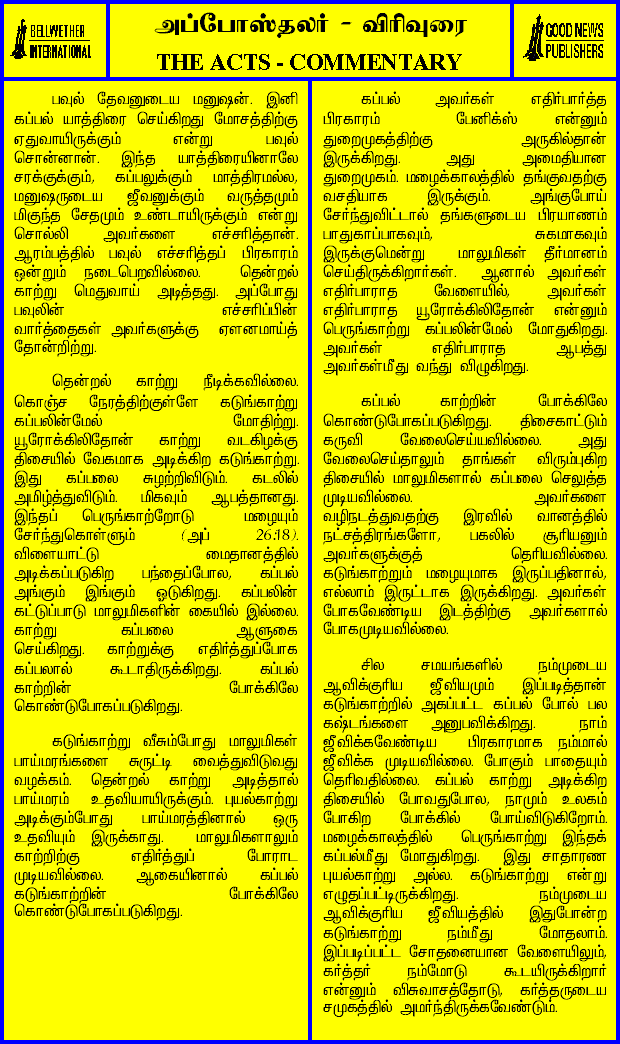 BELLWETHER
INTERNATIONAL
அப்போஸ்தலர் - விரிவுரை
THE ACTS - COMMENTARY
GOOD NEWS
PUBLISHERS
பவுல் தேவனுடைய மனுஷன். இனி
கப்பல் யாத்திரை செய்கிறது மோசத்திற்கு
ஏதுவாயிருக்கும் என்று பவுல்
சொன்னான். இந்த யாத்திரையினாலே
சரக்குக்கும், கப்பலுக்கும் மாத்திரமல்ல,
மனுஷருடைய ஜீவனுக்கும் வருத்தமும்
மிகுந்த சேதமும் உண்டாயிருக்கும் என்று
சொல்லி அவர்களை எச்சரித்தான்.
ஆரம்பத்தில் பவுல் எச்சரித்தப் பிரகாரம்
ஒன்றும் நடைபெறவில்லை. தென்றல்
காற்று மெதுவாய் அடித்தது. அப்போது
பவுலின் எச்சரிப்பின்
வார்த்தைகள் அவர்களுக்கு ஏளனமாய்த்
தோன்றிற்று.
தென்றல் காற்று நீடிக்கவில்லை.
கொஞ்ச நேரத்திற்குள்ளே கடுங்காற்று
கப்பலின்மேல் மோதிற்று.
யூரோக்கிலிதோன் காற்று வடகிழக்கு
திசையில் வேகமாக அடிக்கிற கடுங்காற்று.
இது கப்பலை சுழற்றிவிடும். கடலில்
அமிழ்த்துவிடும். மிகவும் ஆபத்தானது.
இந்தப் பெருங்காற்றோடு மழையும்
சேர்ந்துகொள்ளும் (அப் 26:18).
விளையாட்டு மைதானத்தில்
அடிக்கப்படுகிற பந்தைப்போல, கப்பல்
அங்கும் இங்கும் ஓடுகிறது. கப்பலின்
கட்டுப்பாடு மாலுமிகளின் கையில் இல்லை.
காற்று கப்பலை ஆளுகை
செய்கிறது. காற்றுக்கு எதிர்த்துப்போக
கப்பலால் கூடாதிருக்கிறது. கப்பல்
காற்றின் போக்கிலே
கொண்டுபோகப்படுகிறது.
கடுங்காற்று வீசும்போது மாலுமிகள்
பாய்மரங்களை சுருட்டி வைத்துவிடுவது
வழக்கம். தென்றல் காற்று அடித்தால்
பாய்மரம் உதவியாயிருக்கும். புயல்காற்று
அடிக்கும்போது பாய்மரத்தினால் ஒரு
உதவியும் இருக்காது. மாலுமிகளாலும்
காற்றிற்கு எதிர்த்துப் போராட
முடியவில்லை. ஆகையினால் கப்பல்
கடுங்காற்றின் போக்கிலே
கொண்டுபோகப்படுகிறது.
கப்பல் அவர்கள் எதிர்பார்த்த
பிரகாரம் பேனிக்ஸ் என்னும்
துறைமுகத்திற்கு அருகில்தான்
இருக்கிறது. அது அமைதியான
துறைமுகம். மழைக்காலத்தில் தங்குவதற்கு
வசதியாக இருக்கும். அங்குபோய்
சேர்ந்துவிட்டால் தங்களுடைய பிரயாணம்
பாதுகாப்பாகவும், சுகமாகவும்
இருக்குமென்று மாலுமிகள் தீர்மானம்
செய்திருக்கிறார்கள். ஆனால் அவர்கள்
எதிர்பாராத வேளையில், அவர்கள்
எதிர்பாராத யூரோக்கிலிதோன் என்னும்
பெருங்காற்று கப்பலின்மேல் மோதுகிறது.
அவர்கள் எதிர்பாராத ஆபத்து
அவர்கள்மீது வந்து விழுகிறது.
கப்பல் காற்றின் போக்கிலே
கொண்டுபோகப்படுகிறது. திசைகாட்டும்
கருவி வேலைசெய்யவில்லை. அது
வேலைசெய்தாலும் தாங்கள் விரும்புகிற
திசையில் மாலுமிகளால் கப்பலை செலுத்த
முடியவில்லை. அவர்களை
வழிநடத்துவதற்கு இரவில் வானத்தில்
நட்சத்திரங்களோ, பகலில் சூரியனும்
அவர்களுக்குத் தெரியவில்லை.
கடுங்காற்றும் மழையுமாக இருப்பதினால்,
எல்லாம் இருட்டாக இருக்கிறது. அவர்கள்
போகவேண்டிய இடத்திற்கு அவர்களால்
போகமுடியவில்லை.
சில சமயங்களில் நம்முடைய
ஆவிக்குரிய ஜீவியமும் இப்படித்தான்
கடுங்காற்றில் அகப்பட்ட கப்பல் போல் பல
கஷ்டங்களை அனுபவிக்கிறது. நாம்
ஜீவிக்கவேண்டிய பிரகாரமாக நம்மால்
ஜீவிக்க முடியவில்லை. போகும் பாதையும்
தெரிவதில்லை. கப்பல் காற்று அடிக்கிற
திசையில் போவதுபோல, நாமும் உலகம்
போகிற போக்கில் போய்விடுகிறோம்.
மழைக்காலத்தில் பெருங்காற்று இந்தக்
கப்பல்மீது மோதுகிறது. இது சாதாரண
புயல்காற்று அல்ல. கடுங்காற்று என்று
எழுதப்பட்டிருக்கிறது. நம்முடைய
ஆவிக்குரிய ஜீவியத்தில் இதுபோன்ற
கடுங்காற்று நம்மீது மோதலாம்.
இப்படிப்பட்ட சோதனையான வேளையிலும்,
கர்த்தர் நம்மோடு கூடயிருக்கிறார்
என்னும் விசுவாசத்தோடு, கர்த்தருடைய
சமுகத்தில் அமர்ந்திருக்கவேண்டும்.